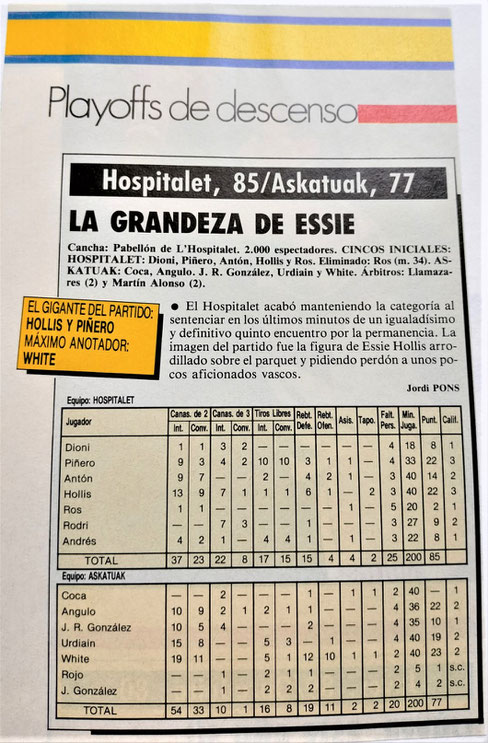 Playoffs de descenso
Hospitalet, 85/Askatuak, 77
LA GRANDEZA DE ESSIE
Cancha: Pabellón de L'Hospitalet. 2.000 espectadores. CINCOS INICIALES:
HOSPITALET: Dioni, Piñero, Antón, Hollis y Ros. Eliminado: Ros (m. 34). AS-
KATUAK: Coca, Angulo. J. R. González, Urdiain y White. Árbitros: Llamaza-
res (2) y Martín Alonso (2).
EL GIGANTE DEL PARTIDO:
HOLLIS Y PIÑERO
MÁXIMO ANOTADOR:
WHITE
● El Hospitalet acabó manteniendo la categoría al
sentenciar en los últimos minutos de un igualadísimo
y definitivo quinto encuentro por la permanencia. La
imagen del partido fue la figura de Essie Hollis arro-
dillado sobre el parquet y pidiendo perdón a unos po-
cos aficionados vascos.
Jordi PONS
Equipo: HOSPITALET
Jugador Canas. de 2 Canas. de 3 Tiros Libres Rebt. Defe. Rebt. Ofen. Asis. Tapo. Falt. Pers. Min. Juga. Punt. Calif.
Int. Conv. Int. Conv. Int. Conv.
Dioni 1 1 3 2 — — — — — — 4 18 8 1
Piñero 9 3 4 2 10 10 3 1 1 — 4 33 22 3
Antón 9 7 — — 2 — 4 2 1 — 3 40 14 2
Hollis 13 9 7 1 1 1 6 1 — 2 3 40 22 3
Ros 1 1 — — — — — — 1 — 5 20 2 1
Rodri — — 7 3 — — 1 — — — 3 27 9 2
Andrés 4 2 1 — 4 4 1 — 1 — 3 22 8 1
TOTAL 37 23 22 8 17 15 15 4 4 2 25 200 85
Equipo: ASKATUAK
Coca — — 2 — — — 1 — 1 1 2 40 — 1
Angulo 10 9 2 1 2 1 1 — — — 4 36 22 2
J. R. González 10 5 4 — — — 2 — — — 4 35 10 1
Urdiain 15 8 — — 5 3 — 1 — — 4 40 19 2
White 19 11 — — 5 1 12 10 1 1 2 40 23 2
Rojo — — 1 — 2 1 1 — — — 2 5 1 s.c.
J. González — — 1 — 2 2 2 — — — 2 4 2 s.c.
TOTAL 54 33 10 1 16 8 19 11 2 2 20 200 77